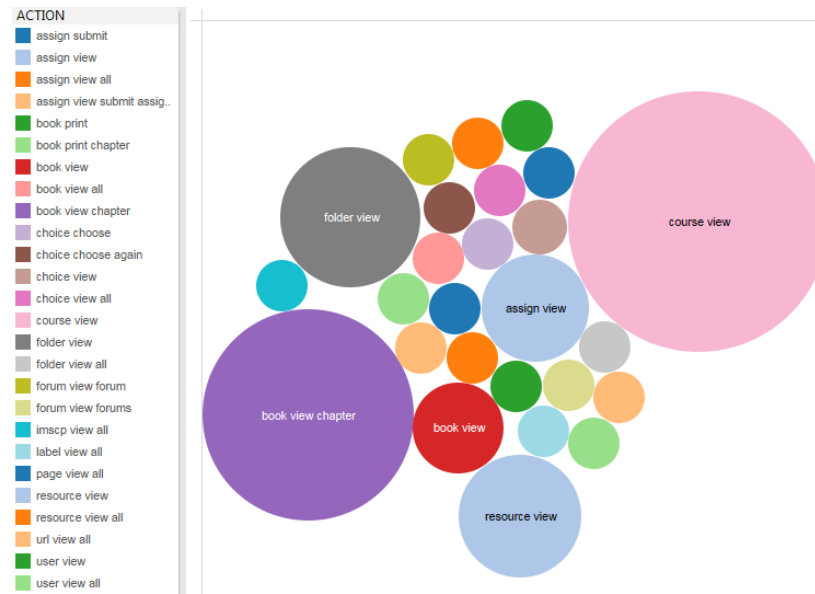 ACTION
assign submit
assign view
assign view all
assign view submit assig..
book print
book print chapter
book view
book view all
book view chapter
choice choose
choice choose again
choice view
choice view all
course view
folder view
folder view all
forum view forum
forum view forums
imscp view all
label view all
page view all
resource view
resource view all
url view all
user view
user view all
folder view
course view
assign view
book view chapter
book view
resource view